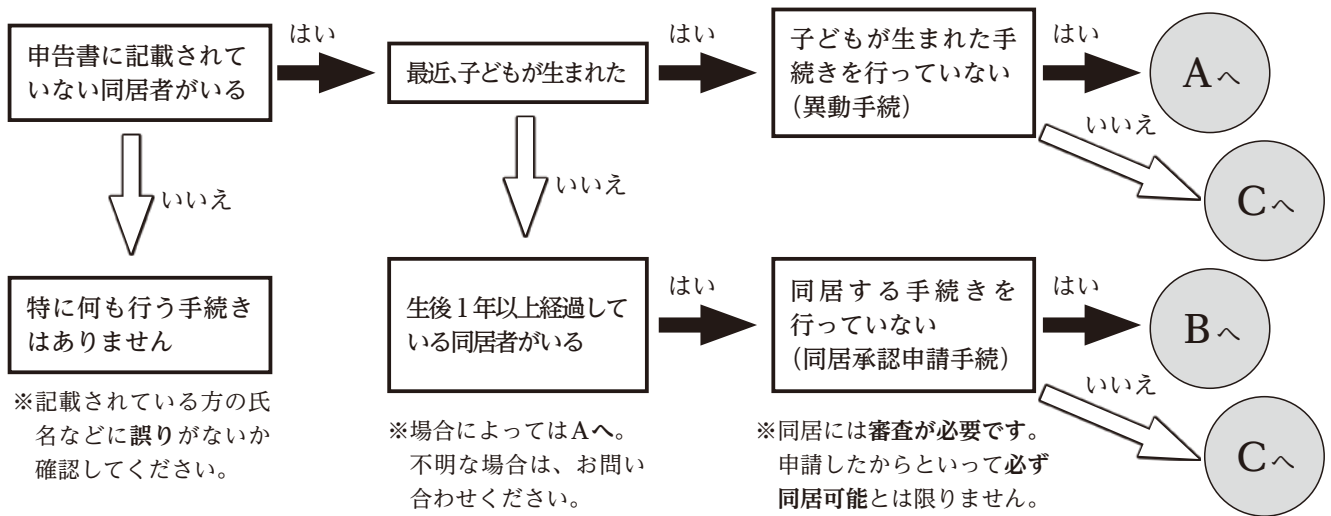 申告書に記載されて
いない同居者がいる
はい
最近、子どもが生まれた
はい
子どもが生まれた手
続きを行っていない
（異動手続）
はい
Aへ
いいえ
Cへ
いいえ
いいえ
特に何も行う手続き
はありません
※記載されている方の氏
名などに誤りがないか
確認してください。
生後１年以上経過して
いる同居者がいる
※場合によってはAへ。
不明な場合は、お問い
合わせください。
はい
同居する手続きを
行っていない
（同居承認申請手続）
※同居には審査が必要です。
申請したからといって必ず
同居可能とは限りません。
はい
Bへ
いいえ
Cへ